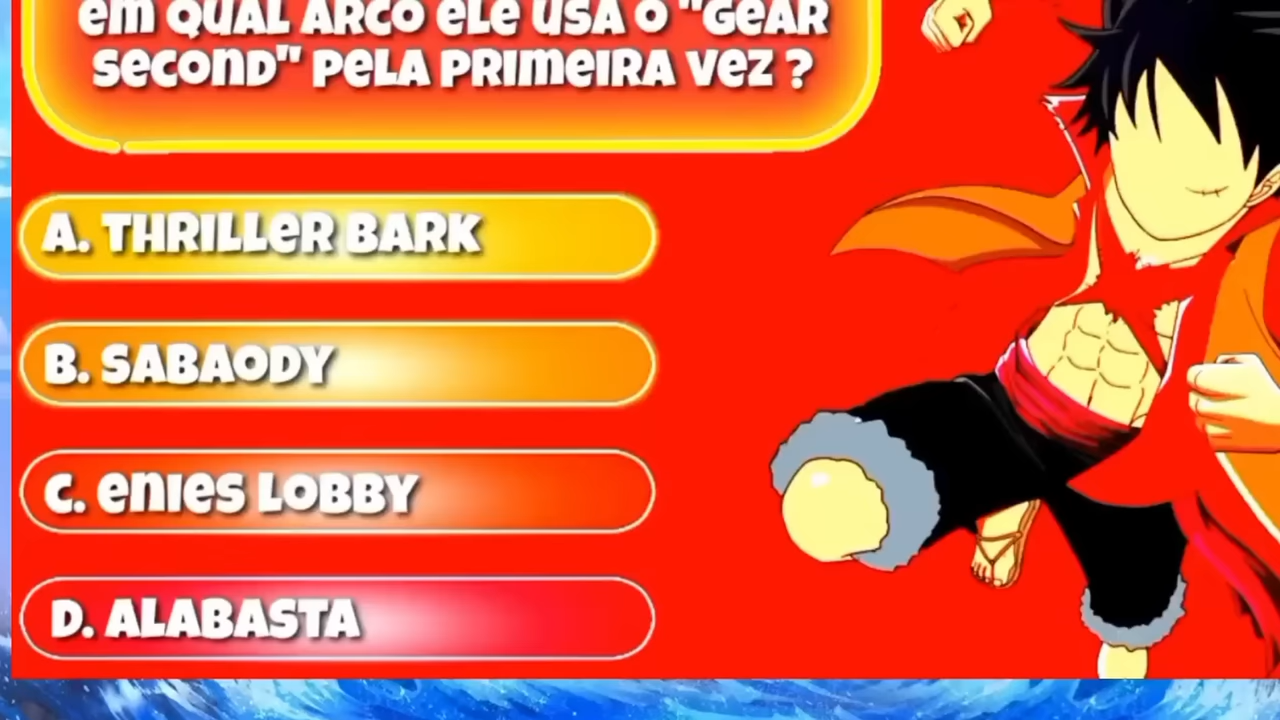 em QUAL ARCO ELE USA O "GEAR
SECOND" PELA PRIMEIRA VEZ ?
A. THRILLER BARK
B. SABAODY
C. ENIES LOBBY
D. ALABASTA